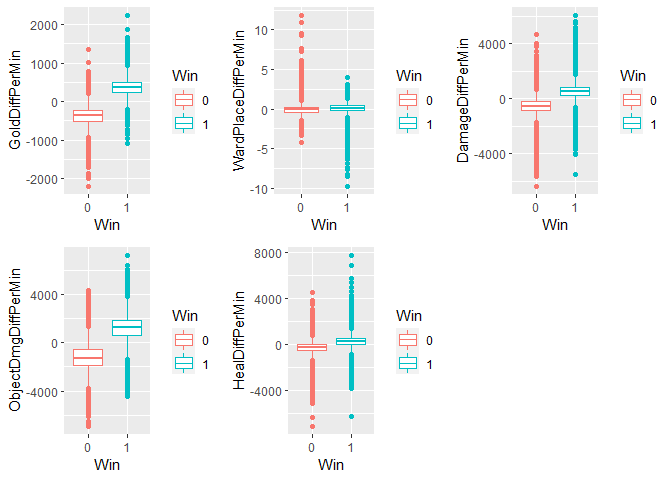 GoldDiffPerMin
2000
1000
0
-1000
-2000
0 1
Win
Win
0
1
WardPlaceDiffPerMin
10
5
0
-5
-10
0 1
Win
Win
0
1
DamageDiffPerMin
4000
0
-4000
0 1
Win
Win
0
1
ObjectDmgDiffPerMin
4000
0
-4000
0 1
Win
Win
0
1
HealDiffPerMin
8000
4000
0
-4000
0 1
Win
Win
0
1